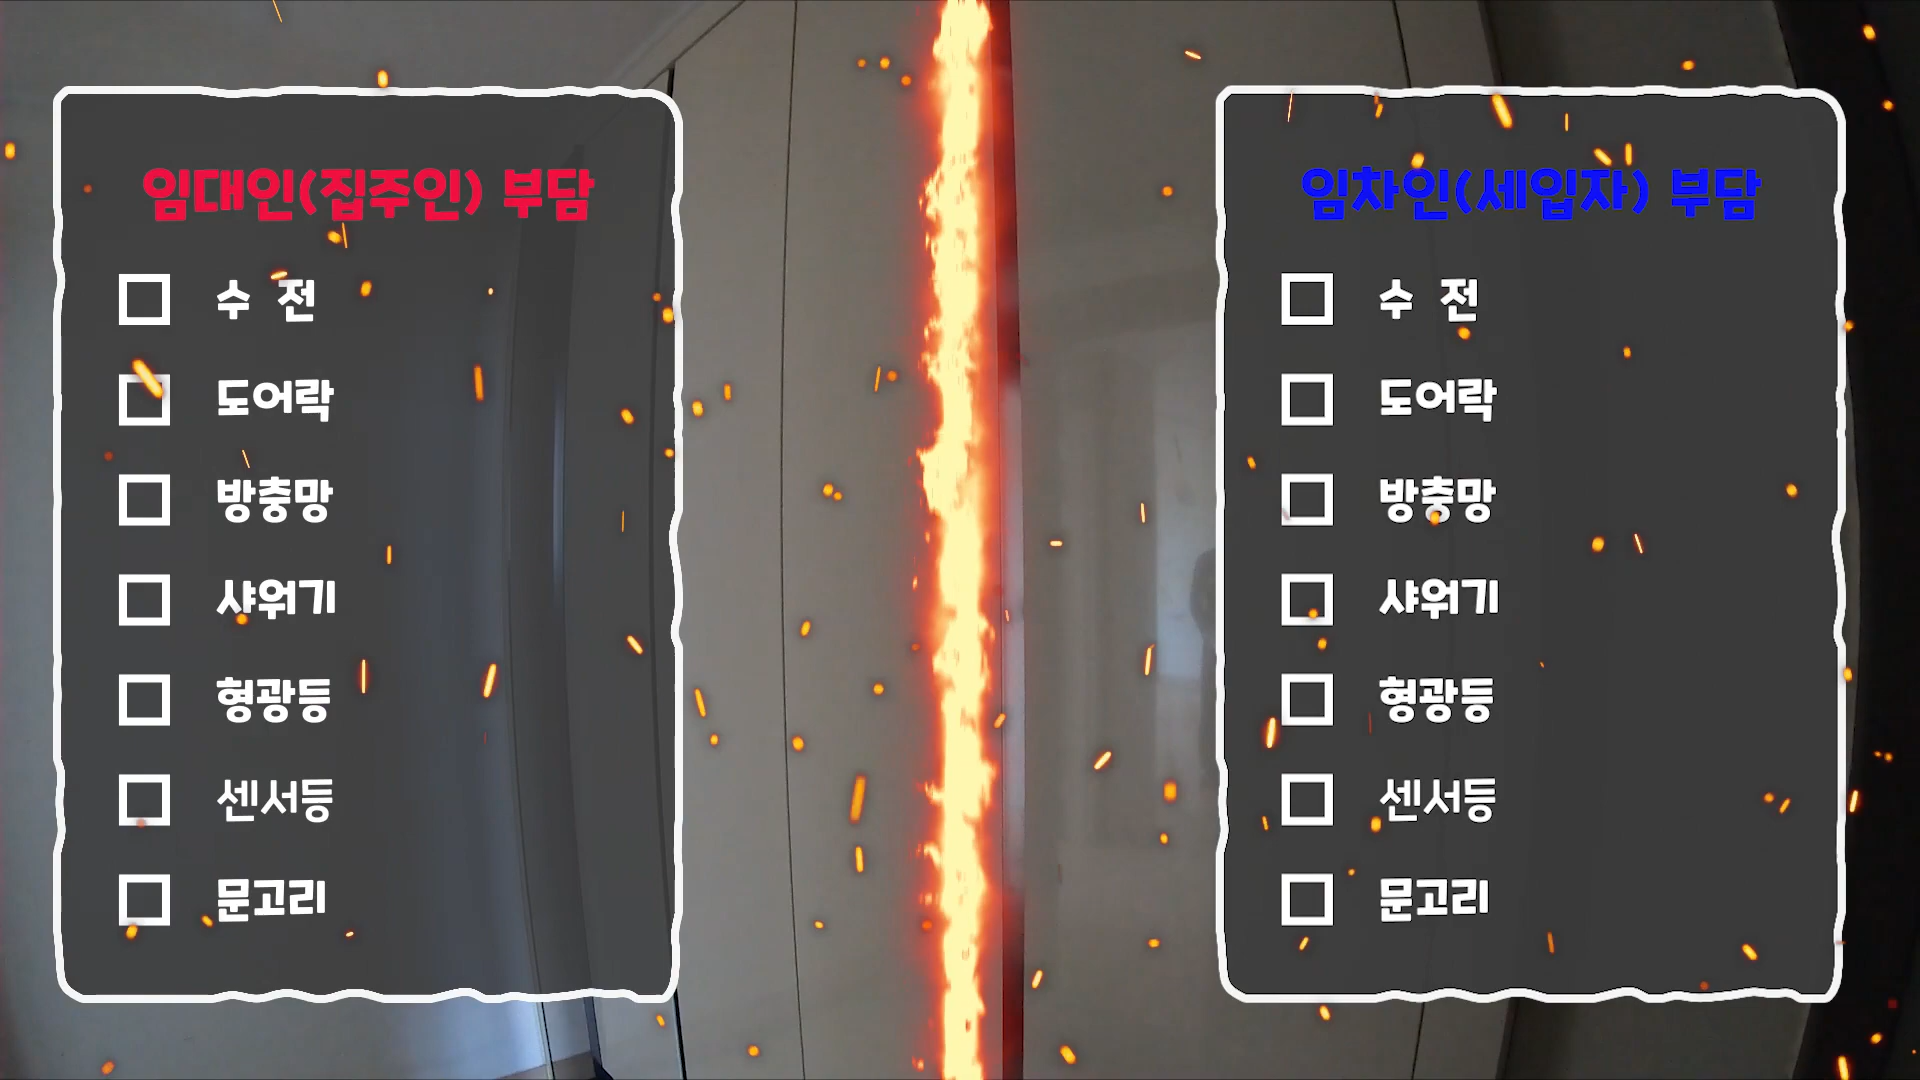 임대인(집주인) 부담
수 전
도어락
방충망
샤워기
형광등
센서등
문고리
임차인(세입자) 부담
수 전
도어락
방충망
샤워기
형광등
센서등
문고리